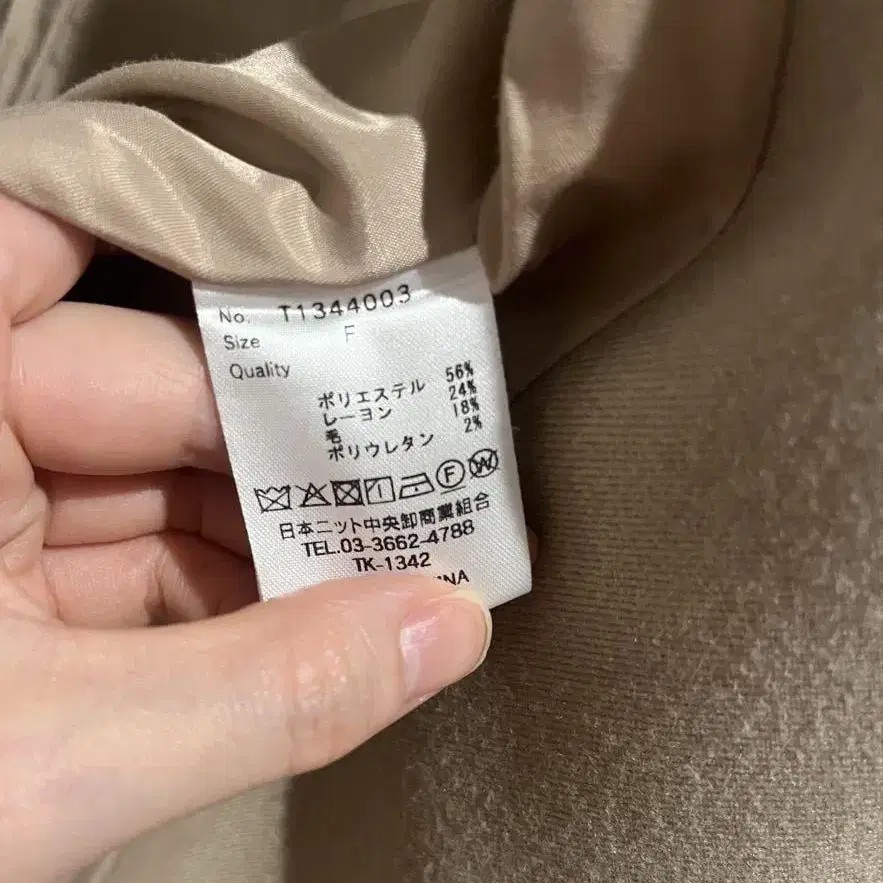 No. T1344003
Size F
Quality
ポリエステル 56%
レーヨン 24%
毛 18%
ポリウレタン 2%
F W
日本ニット中央卸商業組合
TEL.03-3662-4788
TK-1342